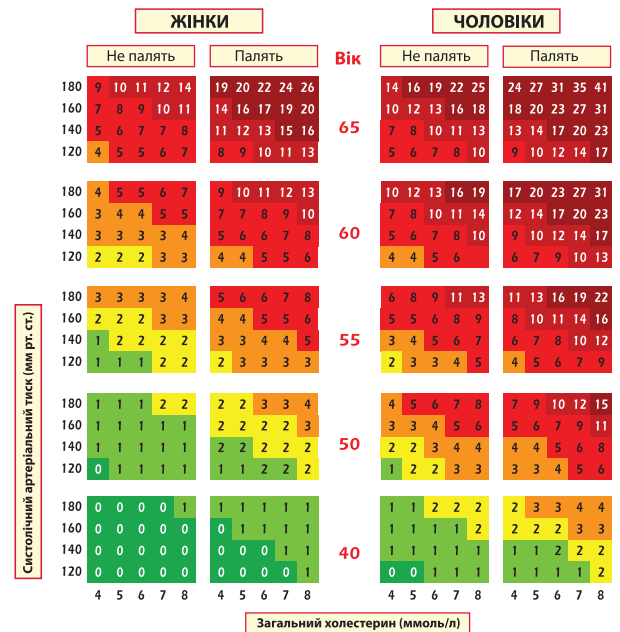 ЖІНКИ ЧОЛОВІКИ
Не палять Палять Вік Не палять Палять
180 9 10 11 12 14 19 20 22 24 26 14 16 19 22 25 24 27 31 35 41
160 7 8 9 10 11 14 16 17 19 20 10 12 13 16 18 18 20 23 27 31
65
140 5 6 7 7 8 11 12 13 15 16 7 8 10 11 13 13 14 17 20 23
120 4 5 5 6 7 8 9 10 11 13 5 6 7 8 10 9 10 12 14 17
180 4 5 5 6 7 9 10 11 12 13 10 12 13 16 19 17 20 23 27 31
160 3 4 4 5 5 7 7 8 9 10 7 8 10 11 14 12 14 17 20 23
60
140 3 3 3 3 4 5 6 6 7 8 5 6 7 8 10 9 10 12 14 17
120 2 2 2 3 3 4 4 5 5 6 4 4 5 6 6 7 9 10 13
180 3 3 3 3 4 5 6 6 7 8 6 8 9 11 13 11 13 16 19 22
160 2 2 2 3 3 4 4 5 5 6 5 5 6 8 9 8 10 11 14 16
55
140 1 2 2 2 2 3 3 4 4 5 3 4 5 5 6 6 7 8 10 12
120 1 1 1 2 2 2 3 3 3 3 2 3 3 4 5 4 5 6 7 9
180 1 1 1 2 2 2 2 3 3 4 4 5 6 7 8 7 9 10 12 15
160 1 1 1 1 1 2 2 2 2 3 3 3 4 5 6 5 6 7 9 11
50
140 1 1 1 1 1 2 2 2 2 2 2 2 3 4 4 4 4 5 6 8
120 0 1 1 1 1 1 1 2 2 2 1 2 2 3 3 3 3 4 5 6
180 0 0 0 0 1 1 1 1 1 1 1 1 2 2 2 2 3 3 4 4
160 0 0 0 0 0 0 1 1 1 1 1 1 1 1 2 2 2 2 3 3
40
140 0 0 0 0 0 0 0 0 1 1 1 1 1 1 1 1 1 2 2 2
120 0 0 0 0 0 0 0 0 0 1 0 0 1 1 1 1 1 1 2 2
4 5 6 7 8 4 5 6 7 8 4 5 6 7 8 4 5 6 7 8
Систолічний артеріальний тиск (мм рт. ст.)
Загальний холестерин (ммоль/л)